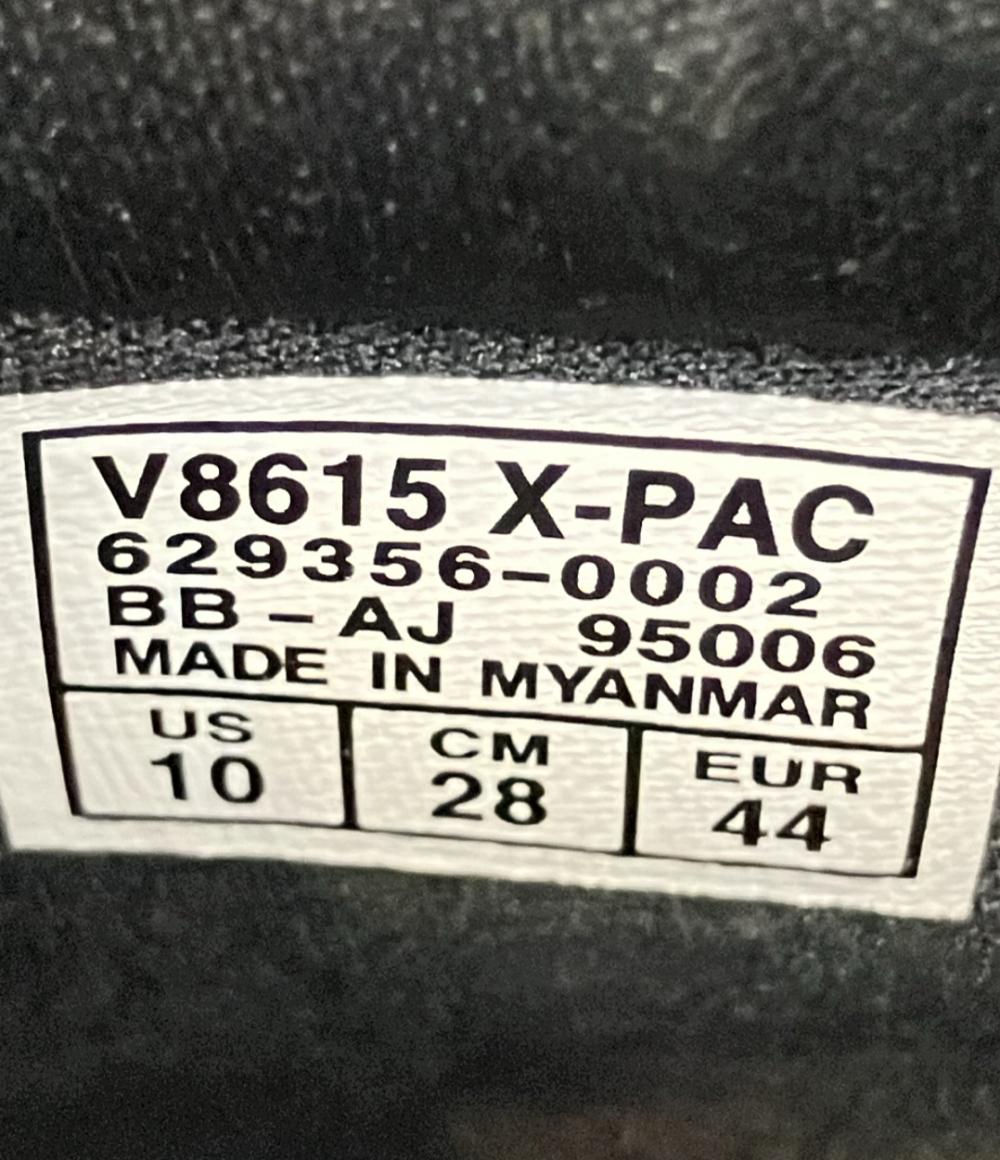 V8615 X-PAC
629356-0002
BB-AJ 95006
MADE IN MYANMAR
US CM EUR
10 28 44